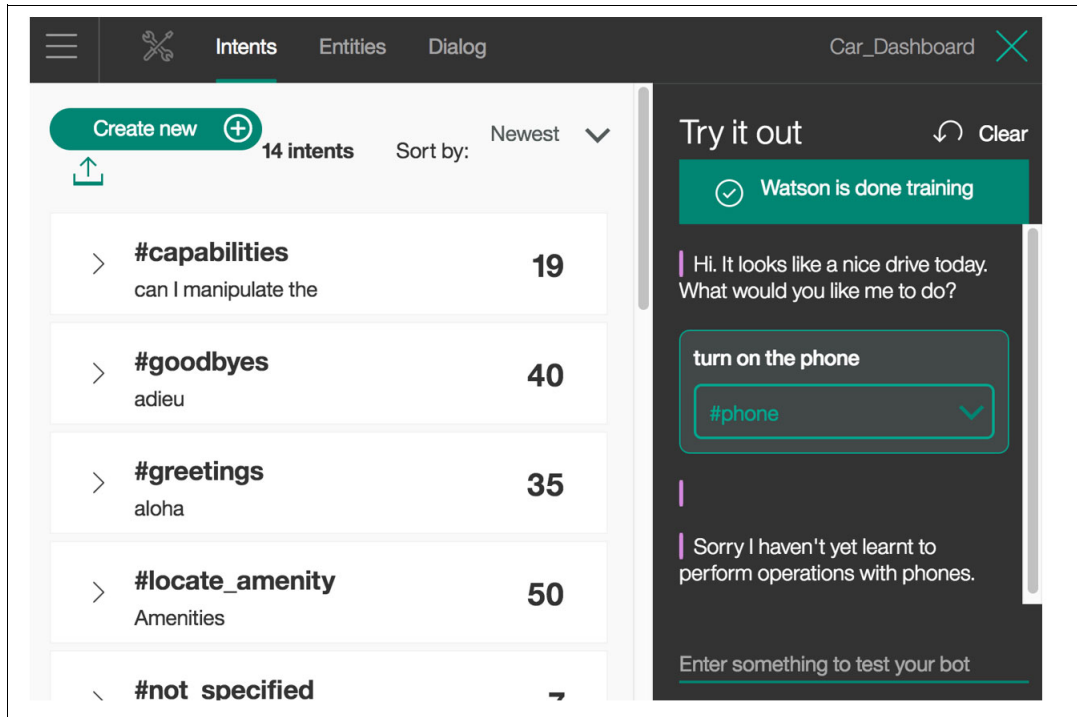 Intents Entities Dialog Car_Dashboard
Create new
14 intents Sort by: Newest
#capabilities 19
can I manipulate the
#goodbyes 40
adieu
#greetings 35
aloha
#locate_amenity 50
Amenities
#not_specified
Try it out Clear
Watson is done training
Hi. It looks like a nice drive today.
What would you like me to do?
turn on the phone
#phone
Sorry I haven't yet learnt to
perform operations with phones.
Enter something to test your bot